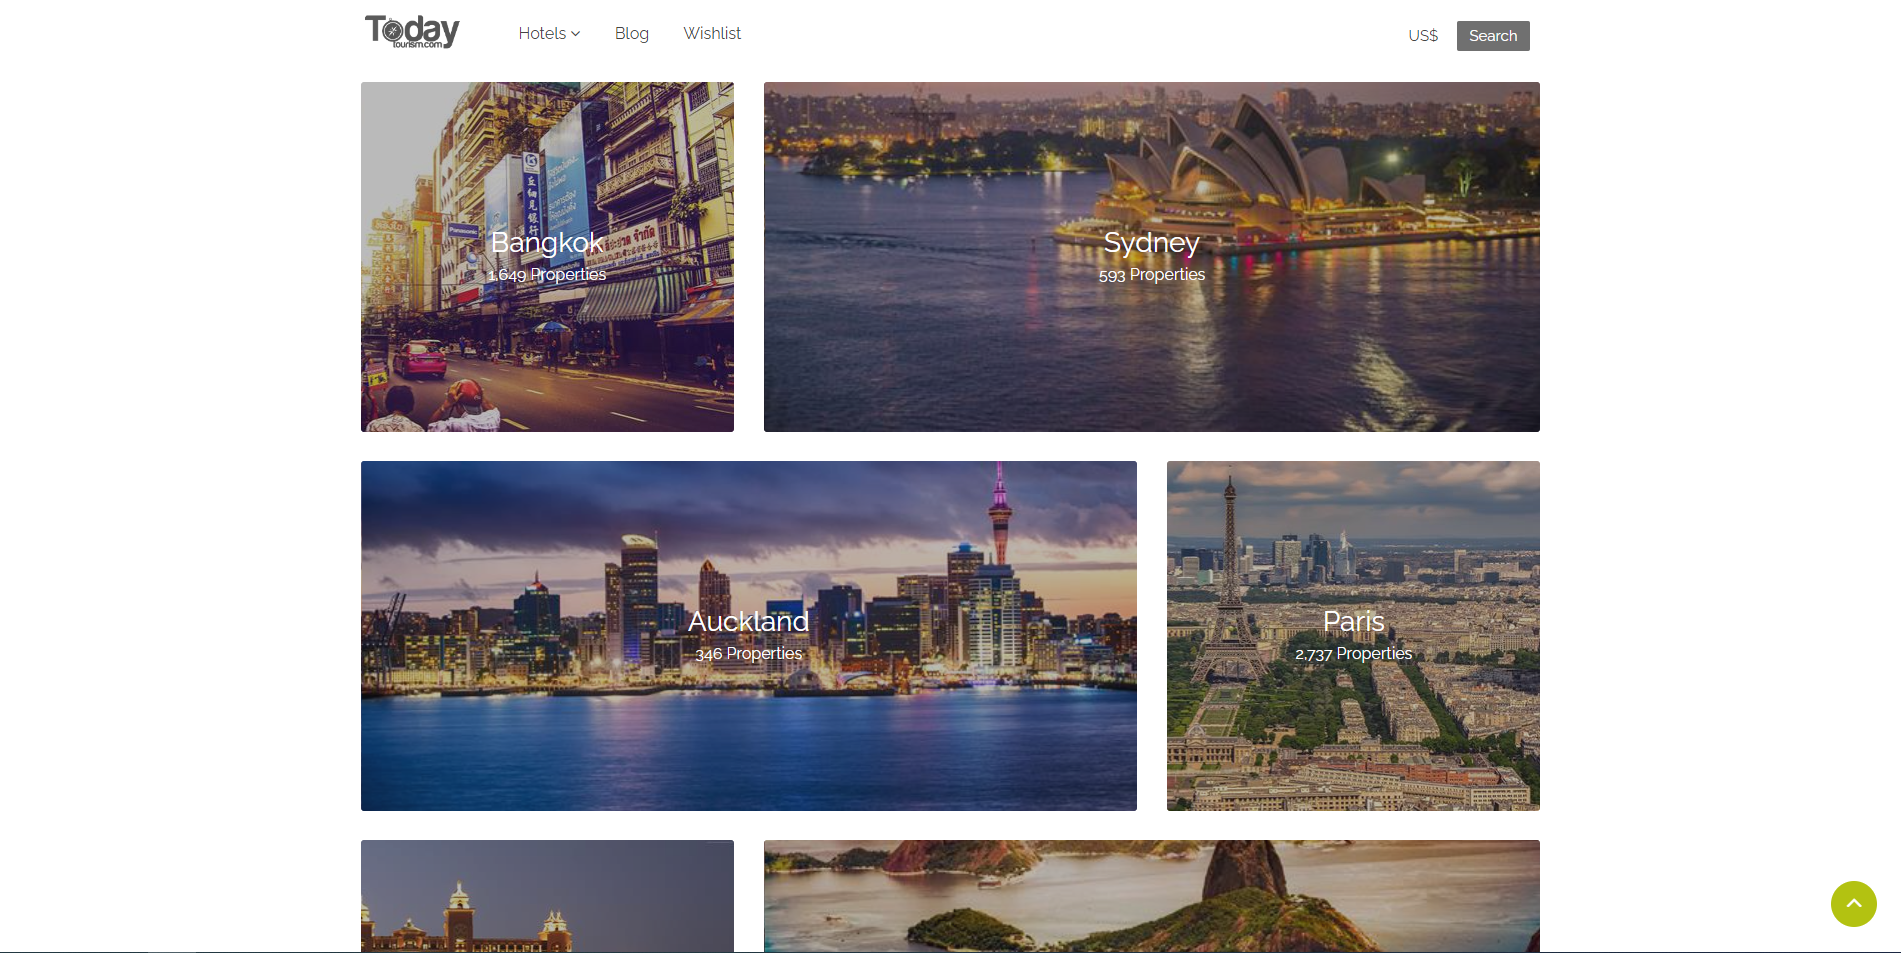 Today
tourism.com
Hotels
Blog
Wishlist
US$
Search
Panasonic
Bangkok
1,649 Properties
Sydney
593 Properties
Auckland
346 Properties
Paris
2,737 Properties